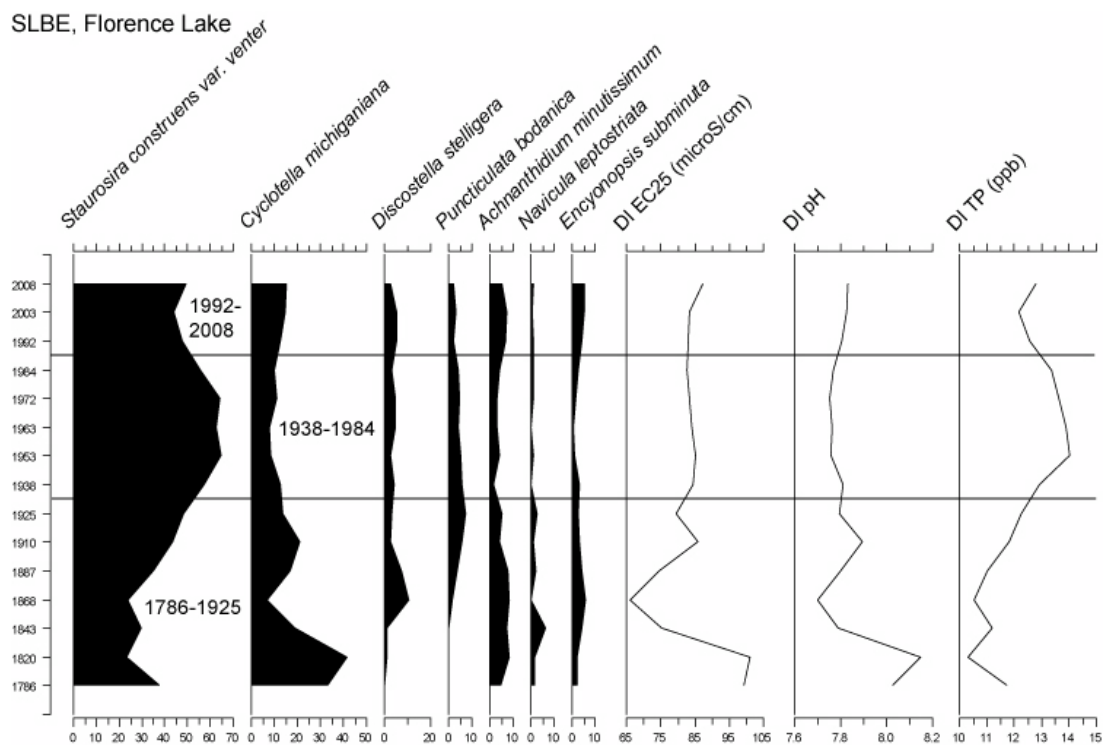 SLBE, Florence Lake
Staurosira construens var. venter
Cyclotella michiganiana
Discostella stelligera
Puncticulata bodanica
Achnanthidium minutissimum
Navicula leptostriata
Encyonopsis subminuta
DI EC25 (microS/cm)
DI pH
DI TP (ppb)
2008
2003
1992
1984
1972
1963
1953
1938
1925
1910
1887
1868
1843
1820
1786
1992-
2008
1938-1984
1786-1925
0 10 20 30 40 50 60 70
0 10 20 30 40 50
0 20
0 10
0 10
0 10
0 10
65 75 85 95 105
7.6 7.8 8.0 8.2
10 11 12 13 14 15